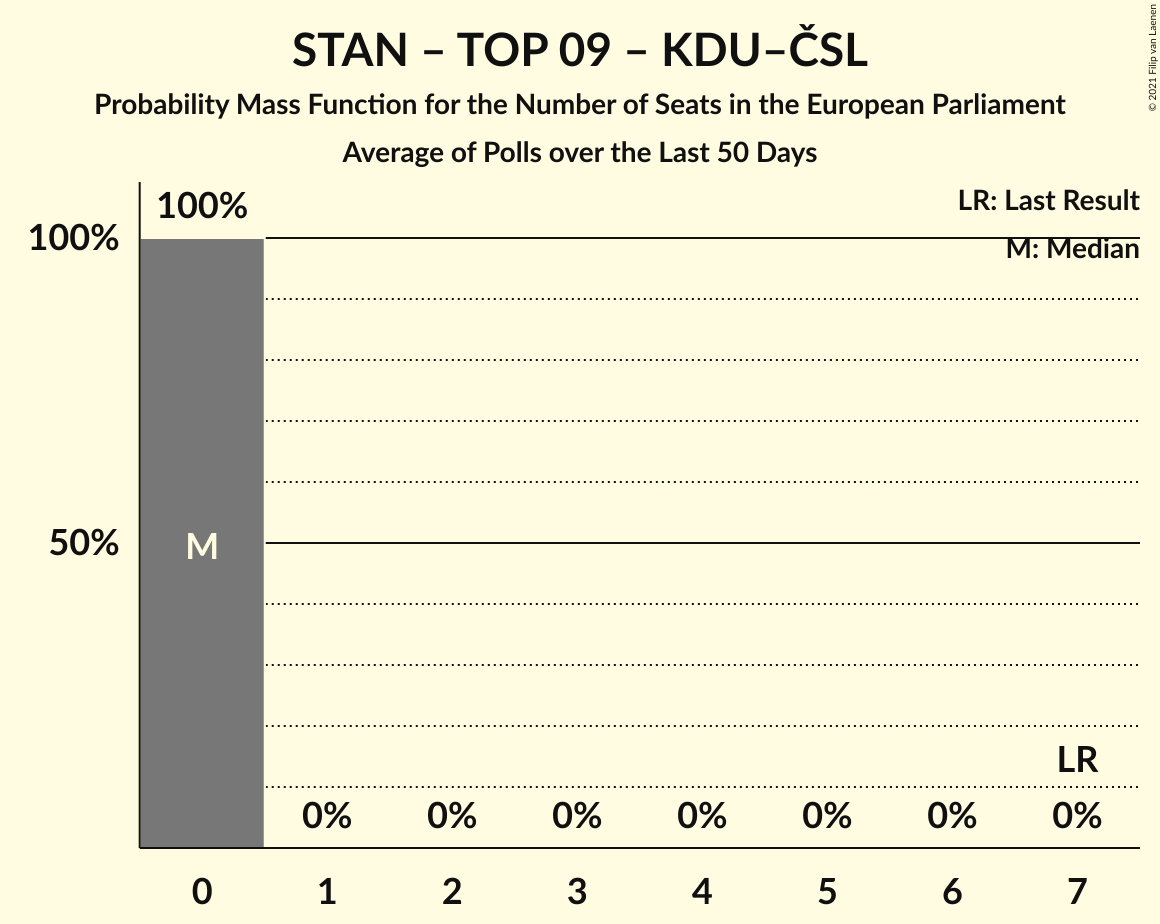 STAN – TOP 09 – KDU–ČSL
Probability Mass Function for the Number of Seats in the European Parliament
Average of Polls over the Last 50 Days
© 2021 Filip van Laenen
LR: Last Result
M: Median
100%
100%
50%
M
LR
0% 0% 0% 0% 0% 0% 0%
0 1 2 3 4 5 6 7